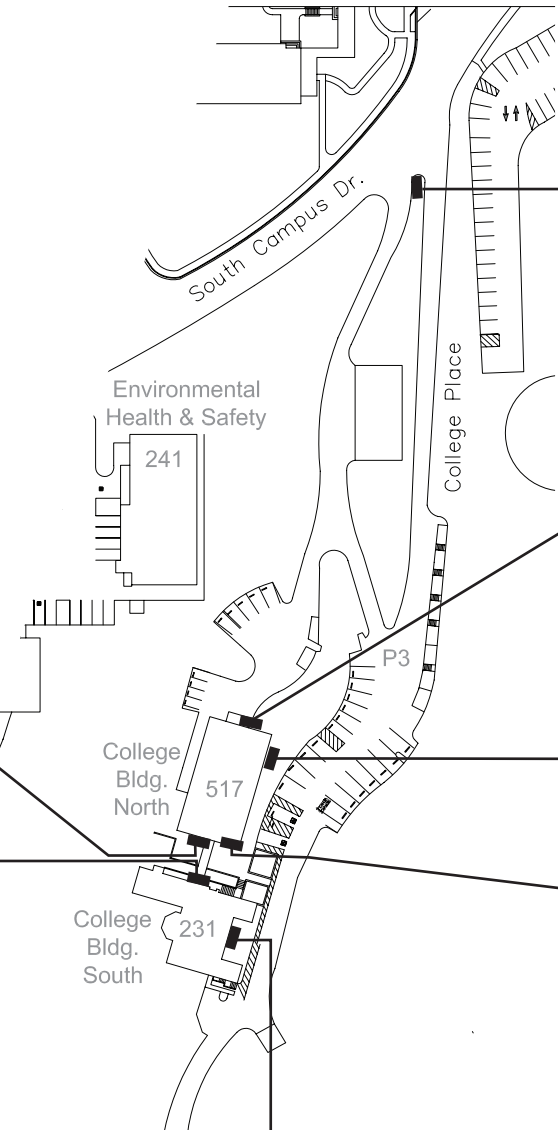 South Campus Dr.
College Place
Environmental
Health & Safety
241
P3
College
Bldg.
North
517
College
Bldg.
South
231